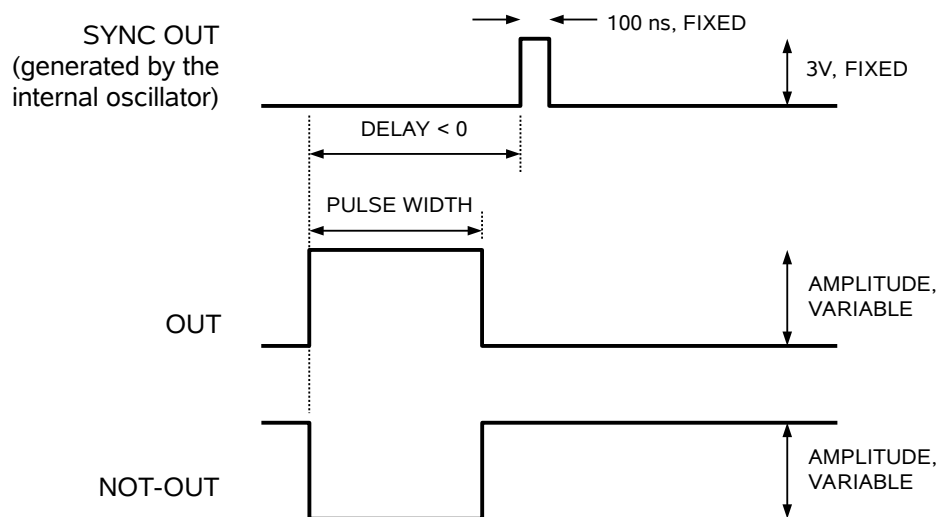 100 ns, FIXED
SYNC OUT
(generated by the
internal oscillator)
3V, FIXED
DELAY < 0
PULSE WIDTH
AMPLITUDE,
VARIABLE
OUT
AMPLITUDE,
VARIABLE
NOT-OUT